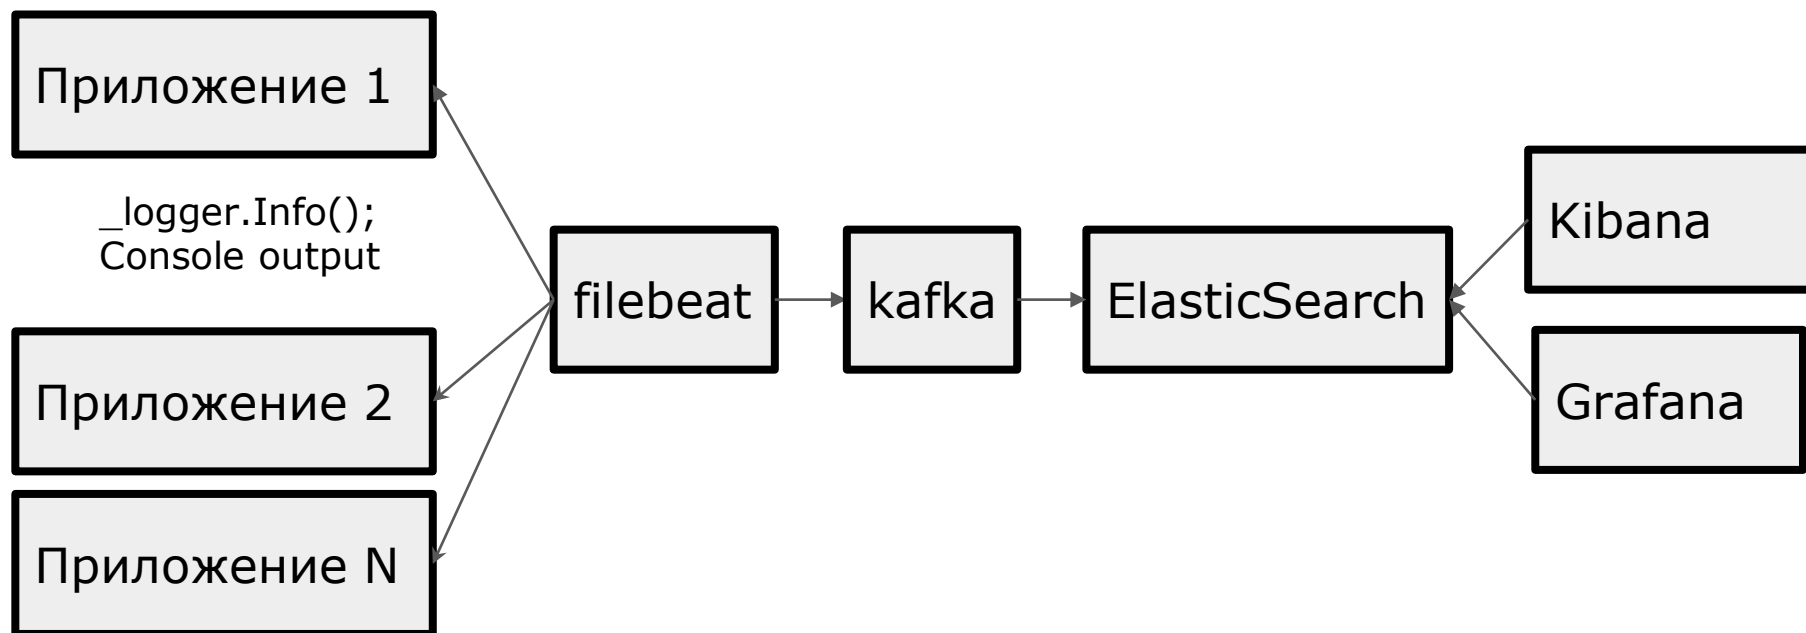 Приложение 1
_logger.Info();
Console output
Приложение 2
Приложение N
filebeat
kafka
ElasticSearch
Kibana
Grafana